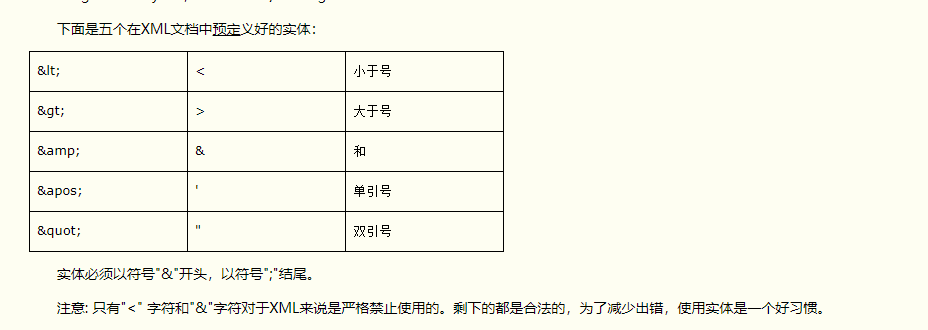 下面是五个在XML文档中预定义好的实体：
&lt; < 小于号
&gt; > 大于号
&amp; & 和
&apos; ' 单引号
&quot; " 双引号
实体必须以符号"&"开头，以符号";"结尾。
注意: 只有"<" 字符和"&"字符对于XML来说是严格禁止使用的。剩下的都是合法的，为了减少出错，使用实体是一个好习惯。